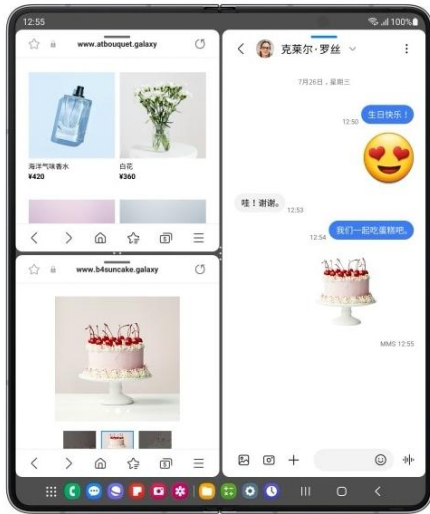 12:55
100%
www.atbouquet.galaxy
海洋气味香水
¥420
白花
¥360
5
www.b4suncake.galaxy
5
克莱尔·罗丝
7月26日，星期三
生日快乐！
12:50
哇！谢谢。
12:53
我们一起吃蛋糕吧。
12:54
MMS 12:55